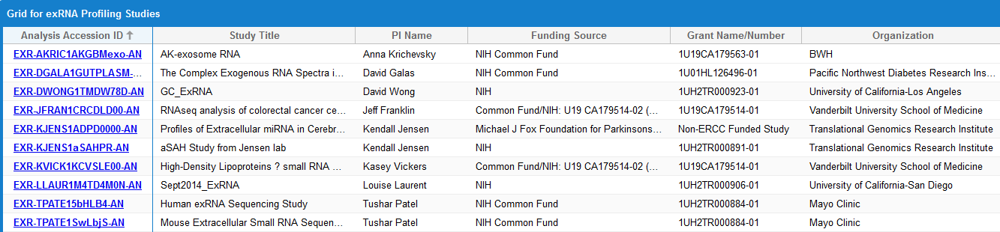 Grid for exRNA Profiling Studies
Analysis Accession ID ↑ Study Title PI Name Funding Source Grant Name/Number Organization
EXR-AKRIC1AKGBMexo-AN AK-exosome RNA Anna Krichevsky NIH Common Fund 1U19CA179563-01 BWH
EXR-DGALA1GUTPLASM-... The Complex Exogenous RNA Spectra i... David Galas NIH Common Fund 1U01HL126496-01 Pacific Northwest Diabetes Research Ins...
EXR-DWONG1TMDW78D-AN GC_ExRNA David Wong NIH 1UH2TR000923-01 University of California-Los Angeles
EXR-JFRAN1CRCDLD00-AN RNAseq analysis of colorectal cancer ce... Jeff Franklin Common Fund/NIH: U19 CA179514-02 (... 1U19CA179514-01 Vanderbilt University School of Medicine
EXR-KJENS1ADPD0000-AN Profiles of Extracellular miRNA in Cerebr... Kendall Jensen Michael J Fox Foundation for Parkinsons... Non-ERCC Funded Study Translational Genomics Research Institute
EXR-KJENS1aSAHPR-AN aSAH Study from Jensen lab Kendall Jensen NIH 1UH2TR000891-01 Translational Genomics Research Institute
EXR-KVICK1KCVSLE00-AN High-Density Lipoproteins ? small RNA ... Kasey Vickers Common Fund/NIH: U19 CA179514-02 (... 1U19CA179514-01 Vanderbilt University School of Medicine
EXR-LLAUR1M4TD4M0N-AN Sept2014_ExRNA Louise Laurent NIH 1UH2TR000906-01 University of California-San Diego
EXR-TPATE15bHLB4-AN Human exRNA Sequencing Study Tushar Patel NIH Common Fund 1UH2TR000884-01 Mayo Clinic
EXR-TPATE1SwLbjS-AN Mouse Extracellular Small RNA Sequen... Tushar Patel NIH Common Fund 1UH2TR000884-01 Mayo Clinic